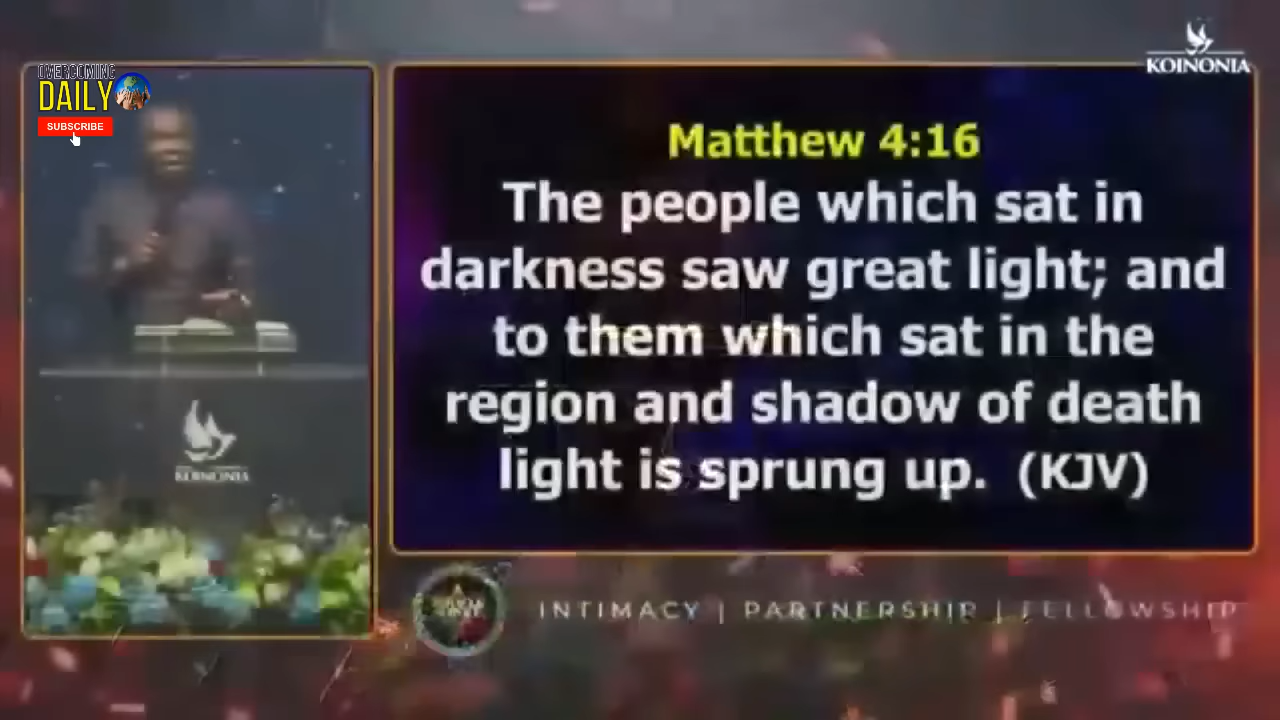 OVERCOMING
DAILY
SUBSCRIBE
KOINONIA
Matthew 4:16
The people which sat in
darkness saw great light; and
to them which sat in the
region and shadow of death
light is sprung up. (KJV)
KOINONIA
INTIMACY | PARTNERSHIP | FELLOWSHIP